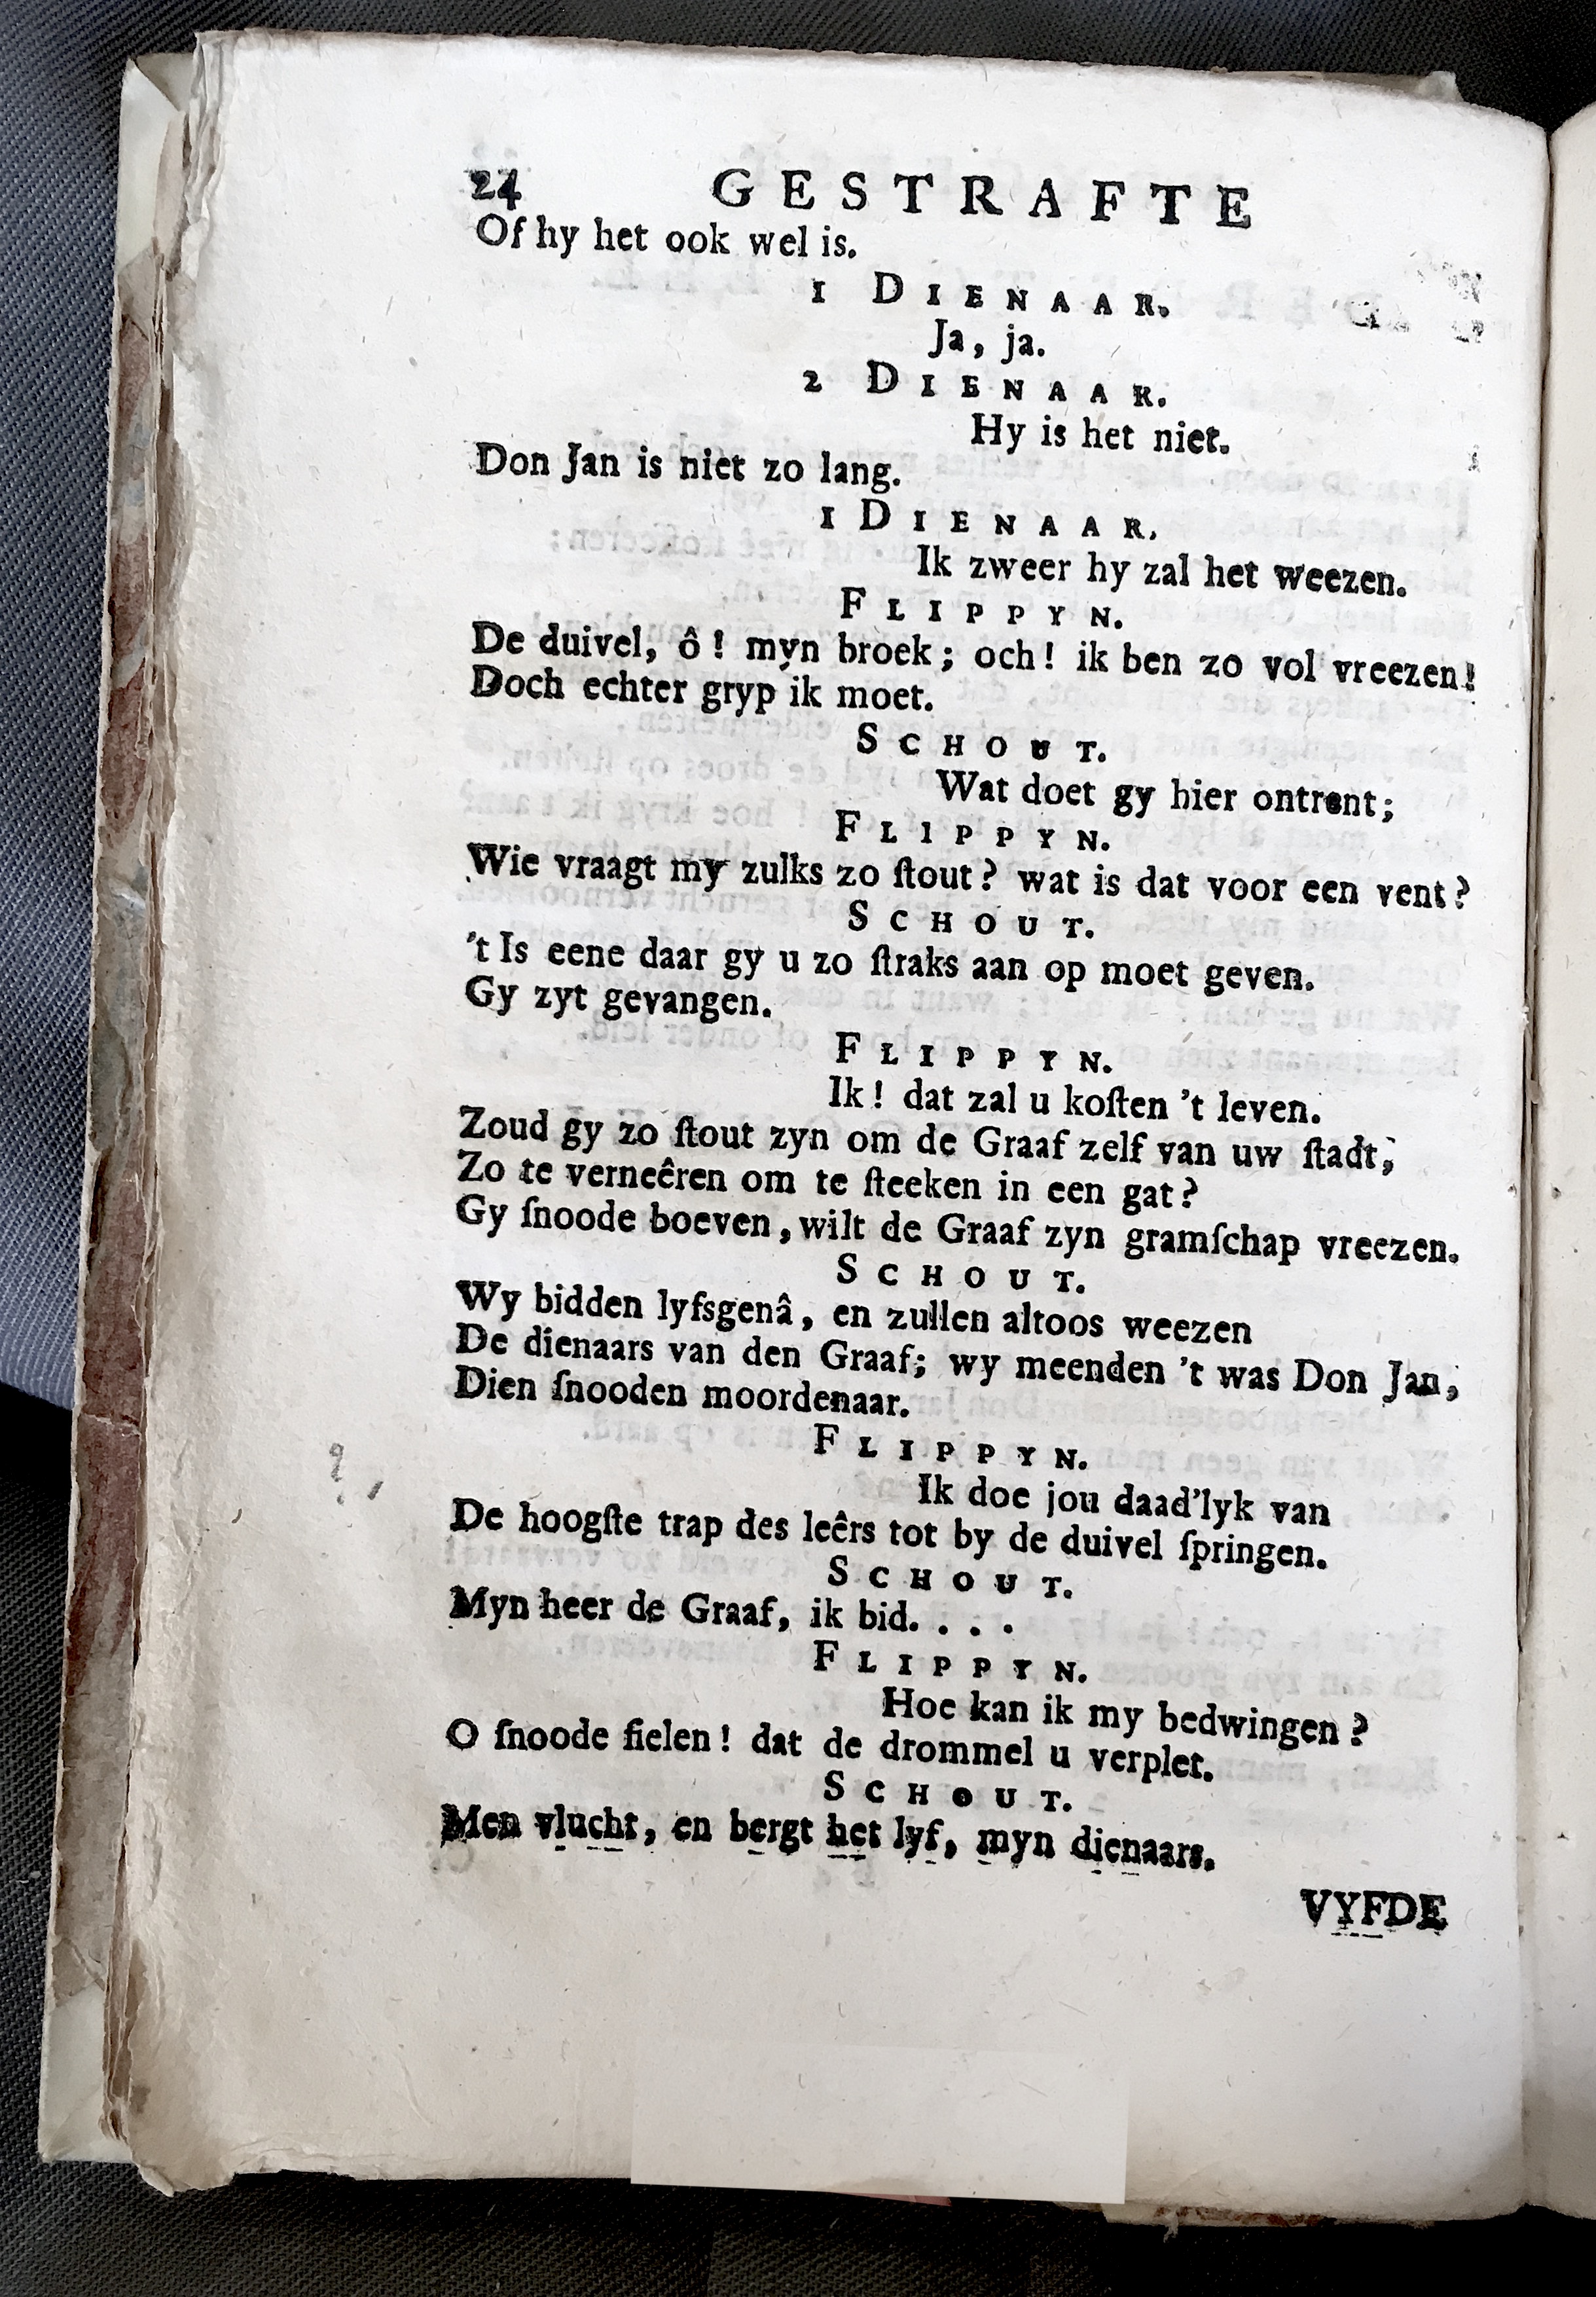 24 GESTRAFTE
Of hy het ook wel is.
1 DIENAAR.
Ja, ja.
2 DIENAAR.
Hy is het niet.
Don Jan is niet zo lang.
1 DIENAAR.
Ik zweer hy zal het weezen.
FLIPPYN.
De duivel, ô! myn broek; och! ik ben zo vol vreezen!
Doch echter gryp ik moet.
SCHOUT.
Wat doet gy hier ontrent;
FLIPPYN.
Wie vraagt my zulks zo ſtout? wat is dat voor een vent?
SCHOUT.
't Is eene daar gy u zo ſtraks aan op moet geven.
Gy zyt gevangen.
FLIPPYN.
Ik! dat zal u koſten 't leven.
Zoud gy zo ſtout zyn om de Graaf zelf van uw ſtadt,
Zo te verneêren om te ſteeken in een gat?
Gy ſnoode boeven, wilt de Graaf zyn gramſchap vreezen.
SCHOUT.
Wy bidden lyfsgenâ, en zullen altoos weezen
De dienaars van den Graaf; wy meenden 't was Don Jan,
Dien ſnooden moordenaar.
FLIPPYN.
Ik doe jou daad'lyk van
De hoogſte trap des leêrs tot by de duivel ſpringen.
SCHOUT.
Myn heer de Graaf, ik bid. . . .
FLIPPYN.
Hoe kan ik my bedwingen?
O ſnoode fielen! dat de drommel u verplet.
SCHOUT.
Men vlucht, en bergt het lyf, myn dienaars.
VYFDE